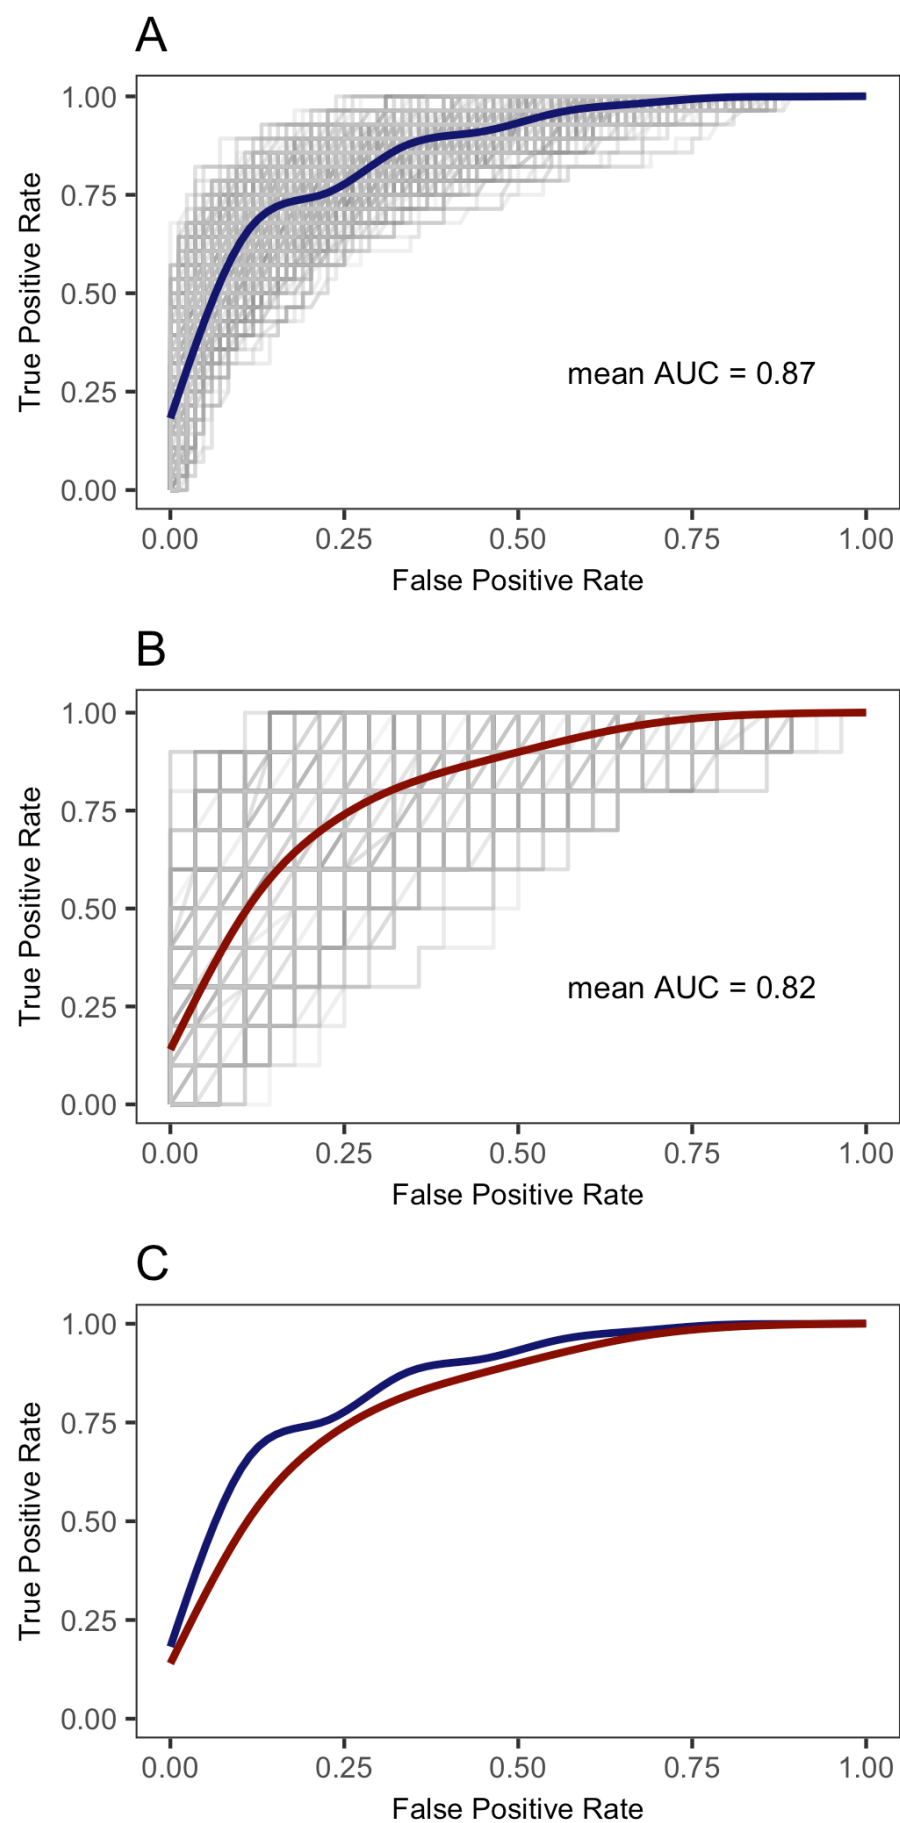 A
1.00
0.75
0.50
0.25
0.00
True Positive Rate
mean AUC = 0.87
0.00 0.25 0.50 0.75 1.00
False Positive Rate
B
1.00
0.75
0.50
0.25
0.00
True Positive Rate
mean AUC = 0.82
0.00 0.25 0.50 0.75 1.00
False Positive Rate
C
1.00
0.75
0.50
0.25
0.00
True Positive Rate
0.00 0.25 0.50 0.75 1.00
False Positive Rate